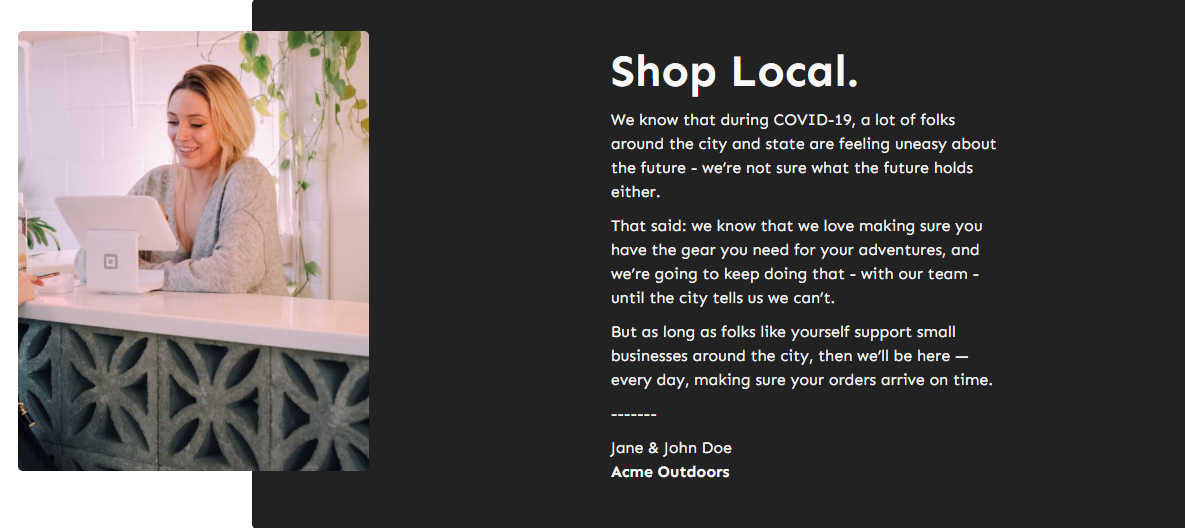 Shop Local.
We know that during COVID-19, a lot of folks
around the city and state are feeling uneasy about
the future - we’re not sure what the future holds
either.
That said: we know that we love making sure you
have the gear you need for your adventures, and
we’re going to keep doing that - with our team -
until the city tells us we can’t.
But as long as folks like yourself support small
businesses around the city, then we’ll be here —
every day, making sure your orders arrive on time.
-------
Jane & John Doe
Acme Outdoors